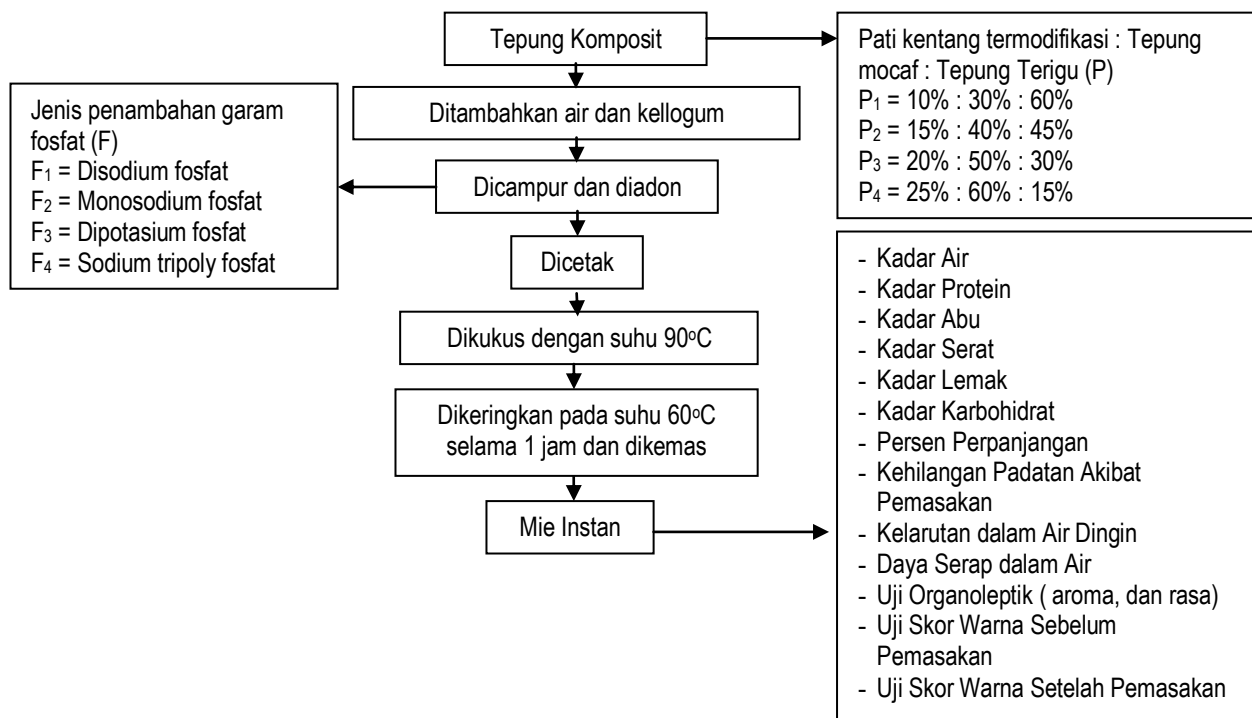 Tepung Komposit
Pati kentang termodifikasi : Tepung
mocaf : Tepung Terigu (P)
P₁ = 10% : 30% : 60%
P₂ = 15% : 40% : 45%
P₃ = 20% : 50% : 30%
P₄ = 25% : 60% : 15%
Ditambahkan air dan kellogum
Jenis penambahan garam
fosfat (F)
F₁ = Disodium fosfat
F₂ = Monosodium fosfat
F₃ = Dipotasium fosfat
F₄ = Sodium tripoly fosfat
Dicampur dan diadon
Dicetak
Dikukus dengan suhu 90ºC
Dikeringkan pada suhu 60ºC
selama 1 jam dan dikemas
Mie Instan
- Kadar Air
- Kadar Protein
- Kadar Abu
- Kadar Serat
- Kadar Lemak
- Kadar Karbohidrat
- Persen Perpanjangan
- Kehilangan Padatan Akibat
Pemasakan
- Kelarutan dalam Air Dingin
- Daya Serap dalam Air
- Uji Organoleptik ( aroma, dan rasa)
- Uji Skor Warna Sebelum
Pemasakan
- Uji Skor Warna Setelah Pemasakan